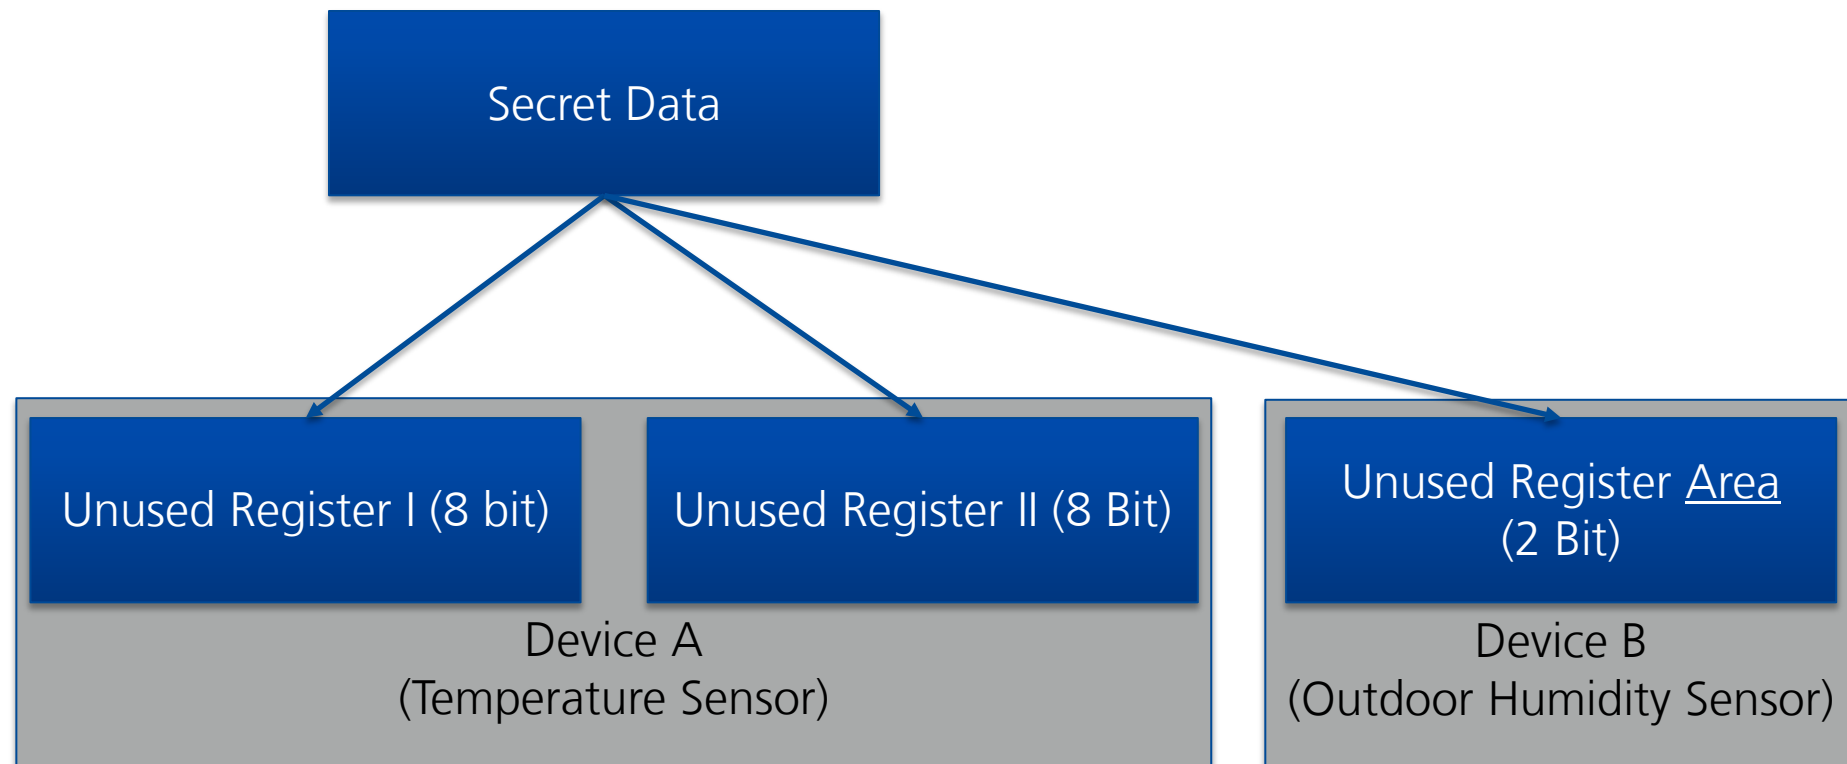 Secret Data
Unused Register I (8 bit)
Unused Register II (8 Bit)
Unused Register Area
(2 Bit)
Device A
(Temperature Sensor)
Device B
(Outdoor Humidity Sensor)